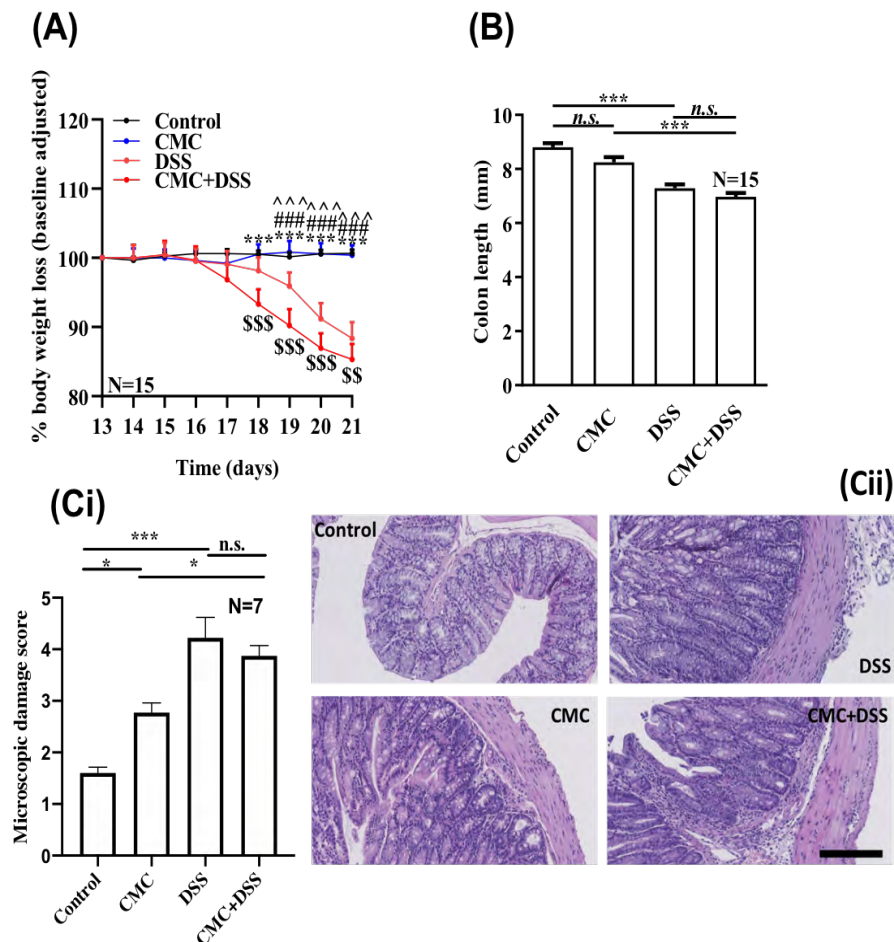 (A)
% body weight loss (baseline adjusted)
120
110
100
90
80
Control
CMC
DSS
CMC+DSS
^^^ ^^^ ^^^
### ### ###
*** *** *** ***
$$$
$$$
$$$
$$
N=15
13 14 15 16 17 18 19 20 21
Time (days)
(B)
Colon length (mm)
10
8
6
4
2
0
***
n.s.
n.s.
***
N=15
Control
CMC
DSS
CMC+DSS
(Ci)
Microscopic damage score
5
4
3
2
1
0
***
n.s.
*
*
N=7
Control
CMC
DSS
CMC+DSS
(Cii)
Control
DSS
CMC
CMC+DSS